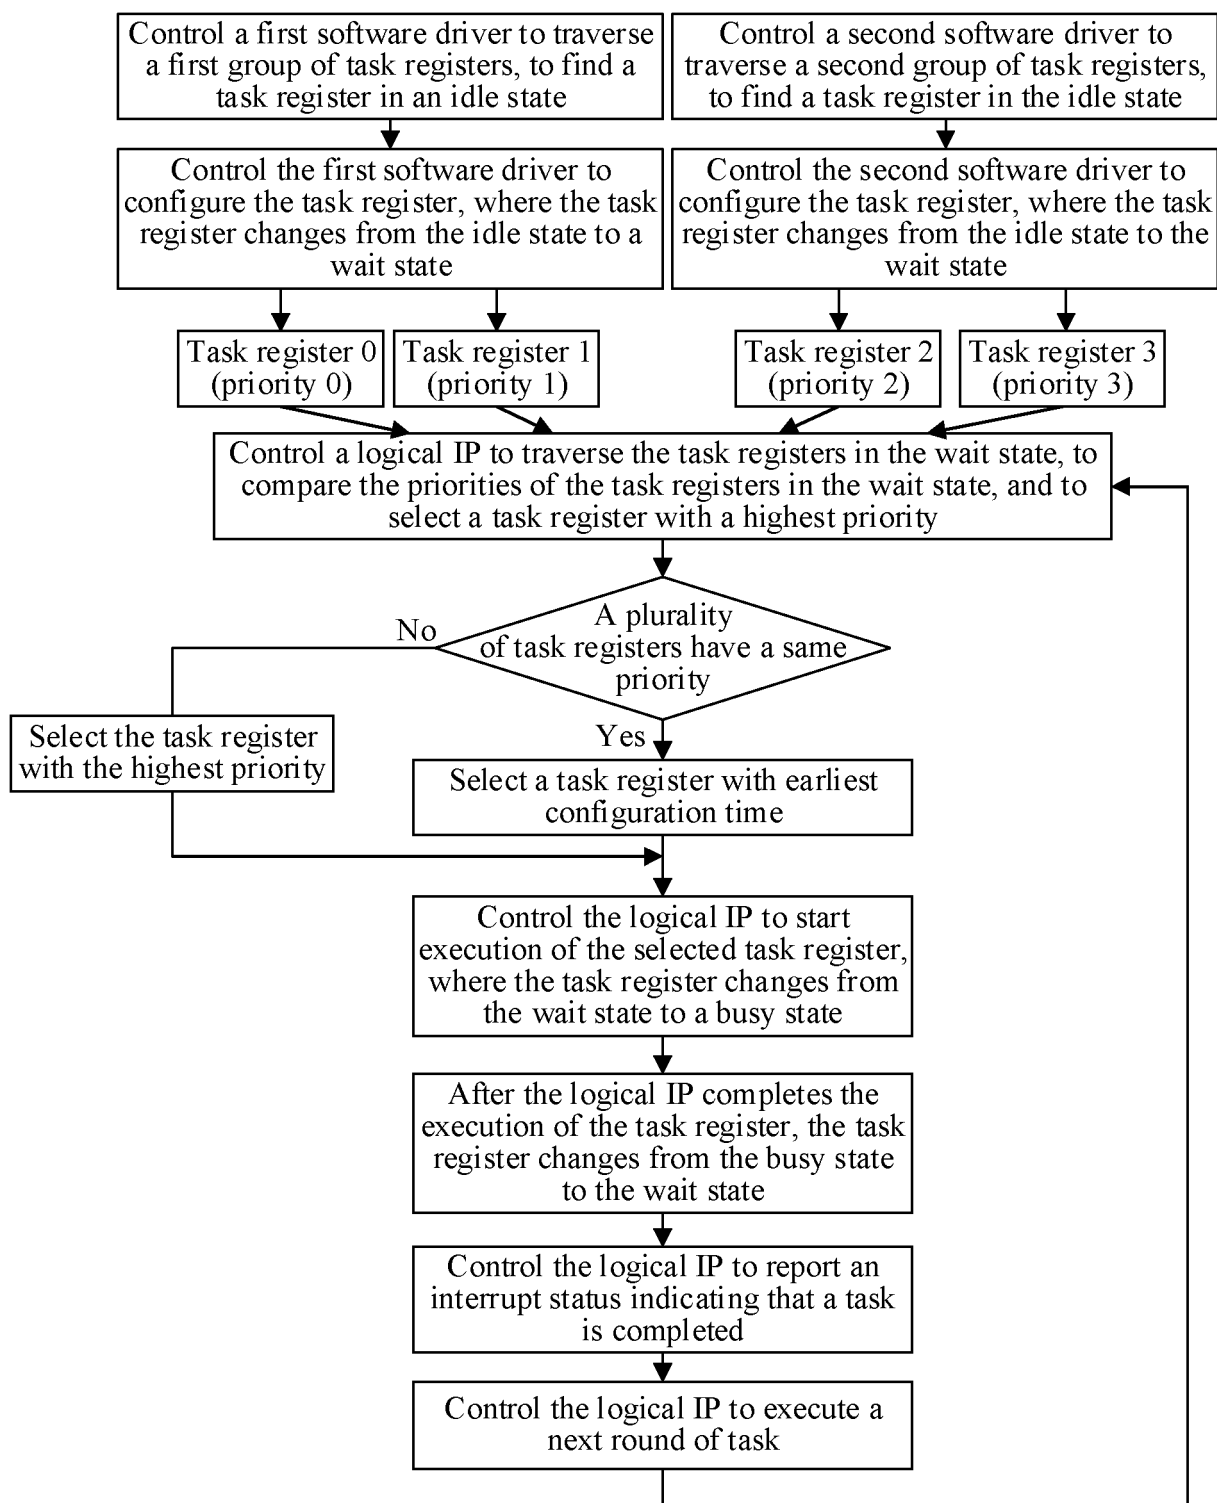 Control a first software driver to traverse
a first group of task registers, to find a
task register in an idle state
Control a second software driver to
traverse a second group of task registers,
to find a task register in the idle state
Control the first software driver to
configure the task register, where the task
register changes from the idle state to a
wait state
Control the second software driver to
configure the task register, where the task
register changes from the idle state to the
wait state
Task register 0
(priority 0)
Task register 1
(priority 1)
Task register 2
(priority 2)
Task register 3
(priority 3)
Control a logical IP to traverse the task registers in the wait state, to
compare the priorities of the task registers in the wait state, and to
select a task register with a highest priority
A plurality
of task registers have a same
priority
No
Yes
Select the task register
with the highest priority
Select a task register with earliest
configuration time
Control the logical IP to start
execution of the selected task register,
where the task register changes from
the wait state to a busy state
After the logical IP completes the
execution of the task register, the task
register changes from the busy state
to the wait state
Control the logical IP to report an
interrupt status indicating that a task
is completed
Control the logical IP to execute a
next round of task